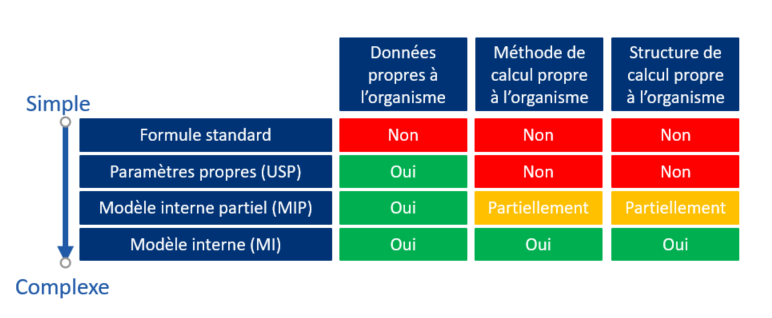 Données propres à l'organisme
Méthode de calcul propre à l'organisme
Structure de calcul propre à l'organisme
Simple
Formule standard Non Non Non
Paramètres propres (USP) Oui Non Non
Modèle interne partiel (MIP) Oui Partiellement Partiellement
Modèle interne (MI) Oui Oui Oui
Complexe